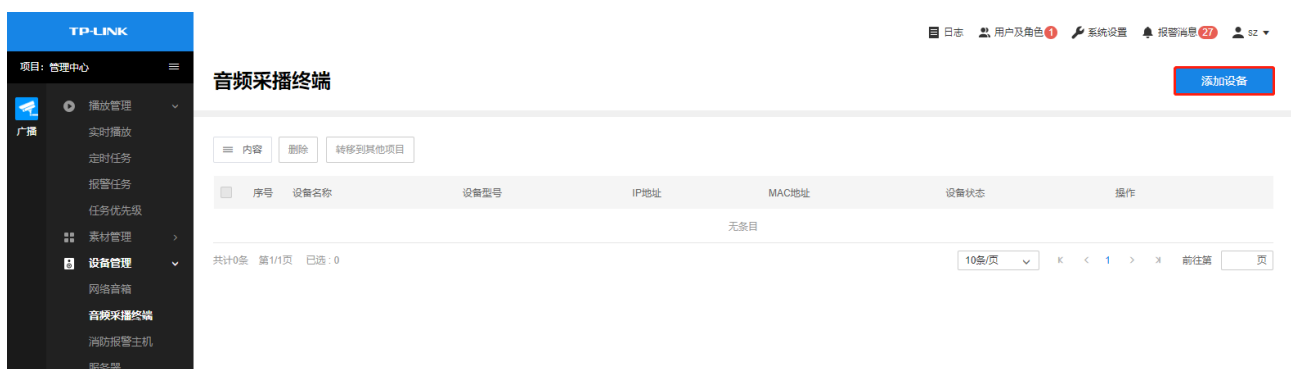 TP-LINK
日志 用户及角色 1 系统设置 报警消息 27 sz
项目：管理中心
音频采播终端
添加设备
广播
播放管理
实时播放
定时任务
报警任务
任务优先级
素材管理
设备管理
网络音箱
音频采播终端
消防报警主机
服务器
内容 删除 转移到其他项目
序号 设备名称 设备型号 IP地址 MAC地址 设备状态 操作
无条目
共计0条 第1/1页 已选：0 10条/页 1 前往第 页